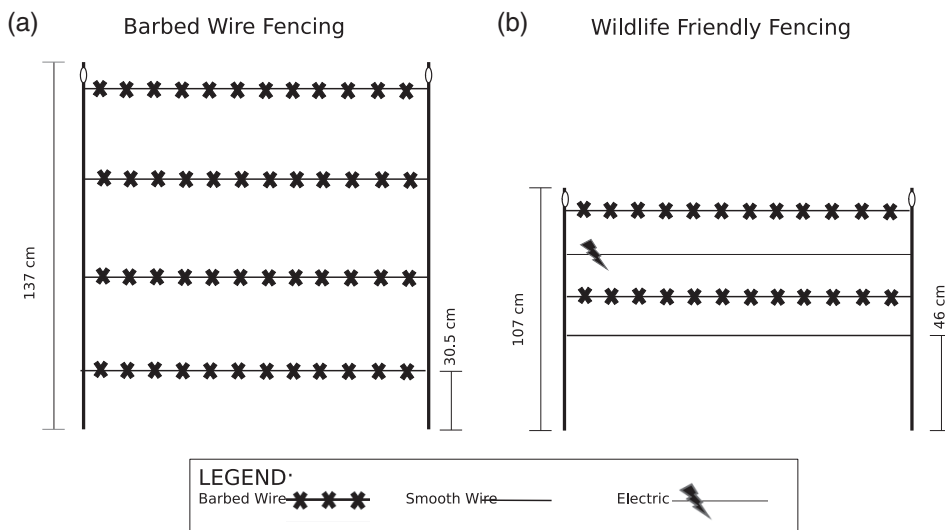 (a) Barbed Wire Fencing
(b) Wildlife Friendly Fencing
137 cm
30.5 cm
107 cm
46 cm
LEGEND:
Barbed Wire
Smooth Wire
Electric